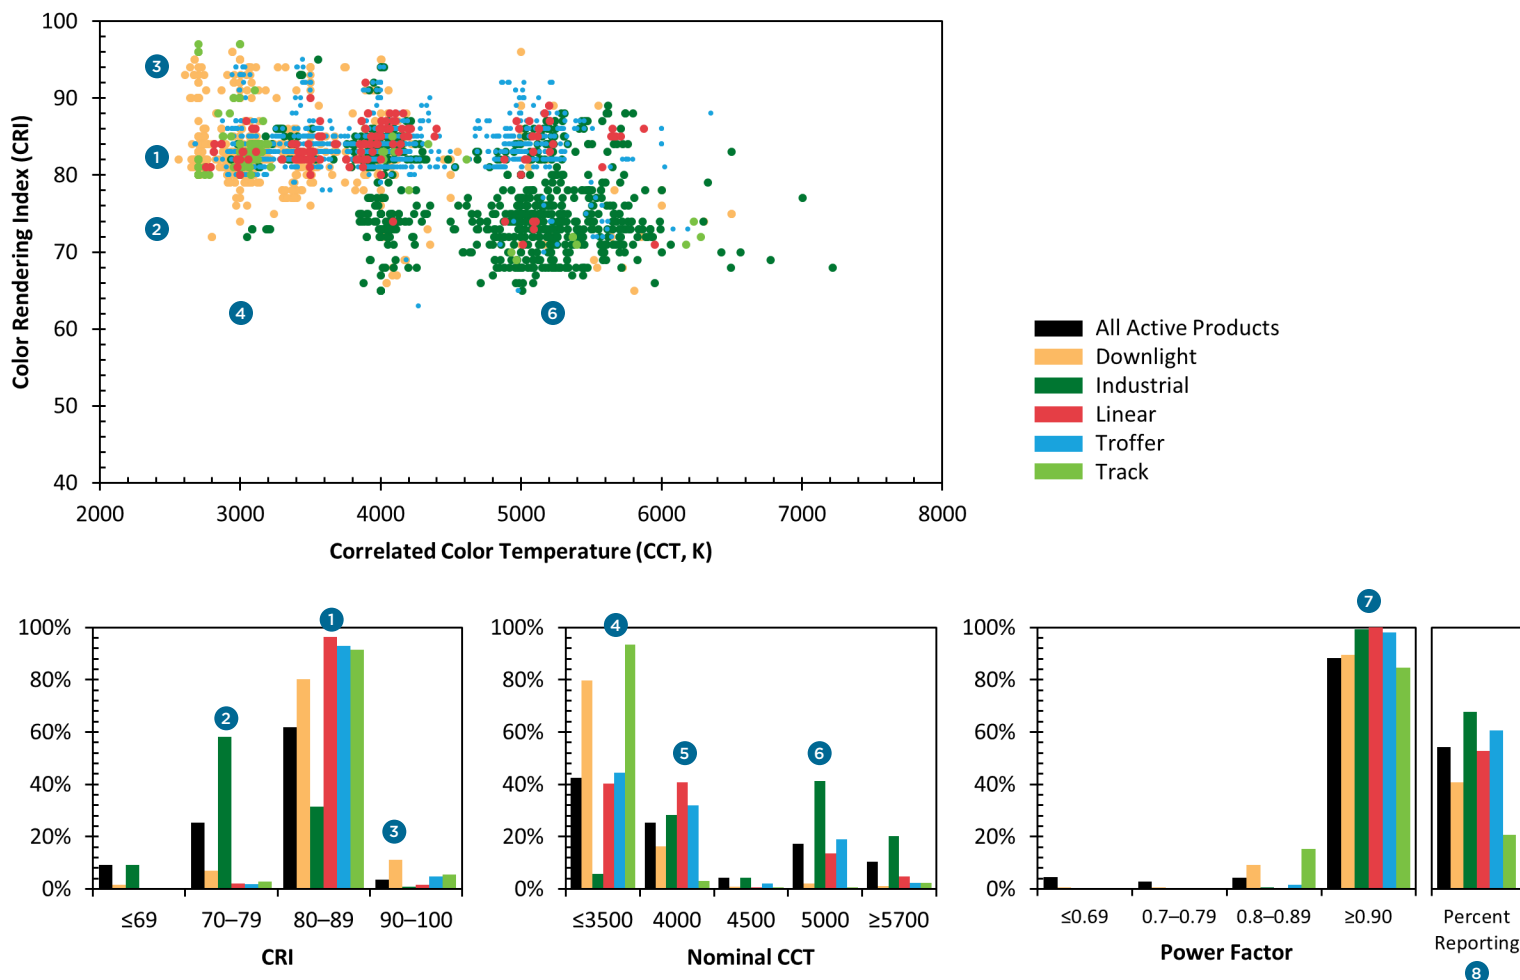 100
90
80
70
60
50
40
Color Rendering Index (CRI)
3
1
2
4
6
2000 3000 4000 5000 6000 7000 8000
Correlated Color Temperature (CCT, K)
All Active Products
Downlight
Industrial
Linear
Troffer
Track
100%
80%
60%
40%
20%
0%
1
2
3
≤69 70–79 80–89 90–100
CRI
100%
80%
60%
40%
20%
0%
4
5
6
≤3500 4000 4500 5000 ≥5700
Nominal CCT
100%
80%
60%
40%
20%
0%
7
≤0.69 0.7–0.79 0.8–0.89 ≥0.90
Power Factor
Percent
Reporting
8